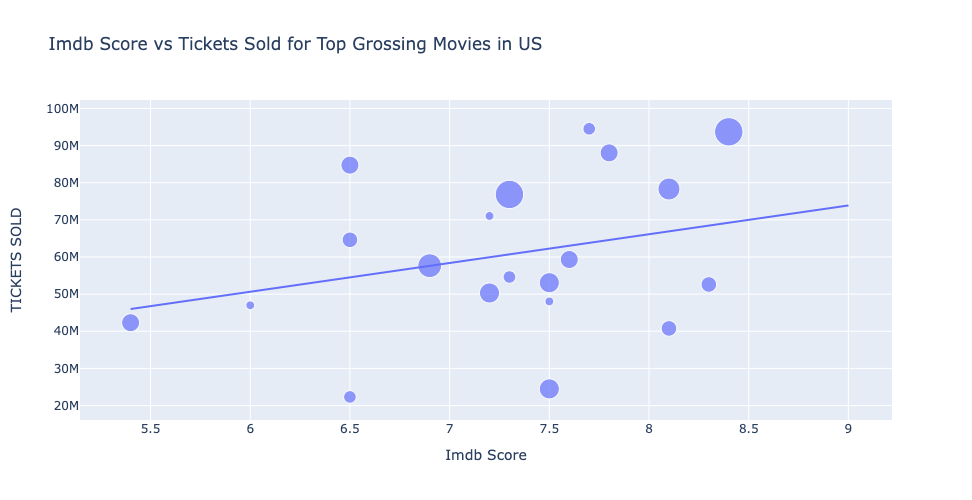 Imdb Score vs Tickets Sold for Top Grossing Movies in US
TICKETS SOLD
100M
90M
80M
70M
60M
50M
40M
30M
20M
5.5 6 6.5 7 7.5 8 8.5 9
Imdb Score